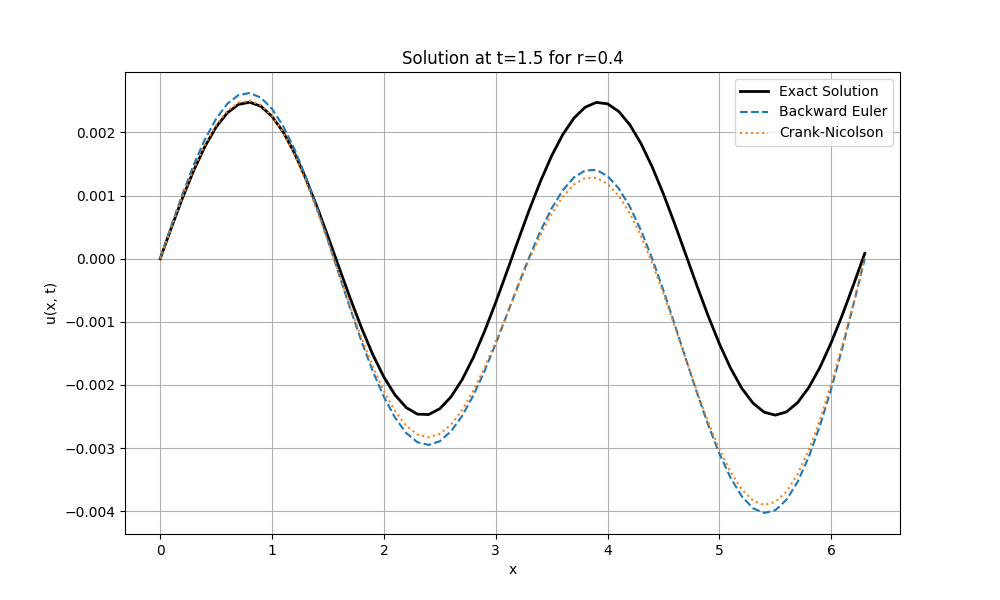 Solution at t=1.5 for r=0.4
Exact Solution
Backward Euler
Crank-Nicolson
0.002
0.001
0.000
−0.001
−0.002
−0.003
−0.004
u(x, t)
0 1 2 3 4 5 6
x